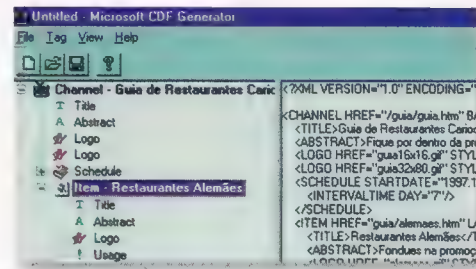 Untitled - Microsoft CDF Generator
File Tag View Help
Channel - Guia de Restaurantes Caric
T Title
A Abstract
Logo
Logo
Schedule
Item - Restaurantes Alemães
T Title
A Abstract
Logo
! Usage
<?XML VERSION="1.0" ENCODING="
<CHANNEL HREF="/guia/guia.htm" BA
<TITLE>Guia de Restaurantes Carioc
<ABSTRACT>Fique por dentro da pr
<LOGO HREF="guia16x16.gif" STYL
<LOGO HREF="guia32x80.gif" STYL
<SCHEDULE STARTDATE="1997.1
<INTERVALTIME DAY="7"/>
</SCHEDULE>
<ITEM HREF="guia/alemaes.htm" LA
<TITLE>Restaurantes Alemães</T
<ABSTRACT>Fondues na promoç